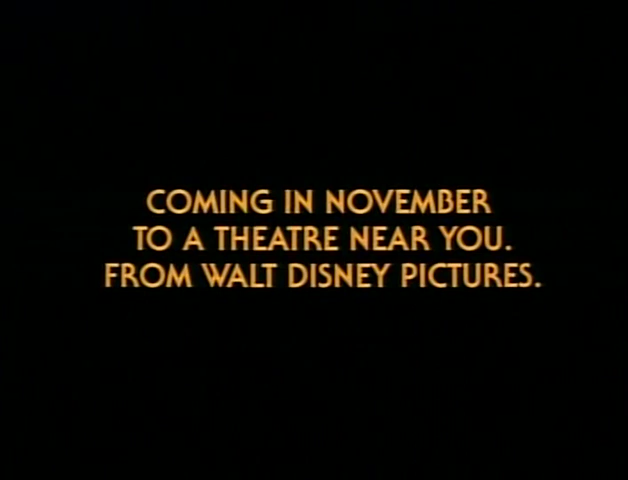 COMING IN NOVEMBER
TO A THEATRE NEAR YOU.
FROM WALT DISNEY PICTURES.